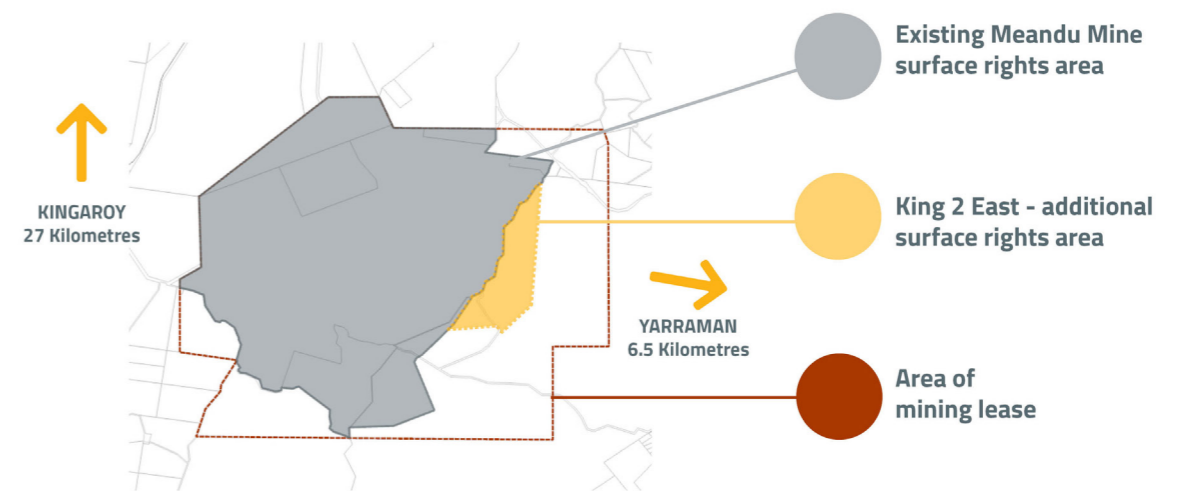 Existing Meandu Mine
surface rights area
KINGAROY
27 Kilometres
King 2 East - additional
surface rights area
YARRAMAN
6.5 Kilometres
Area of
mining lease